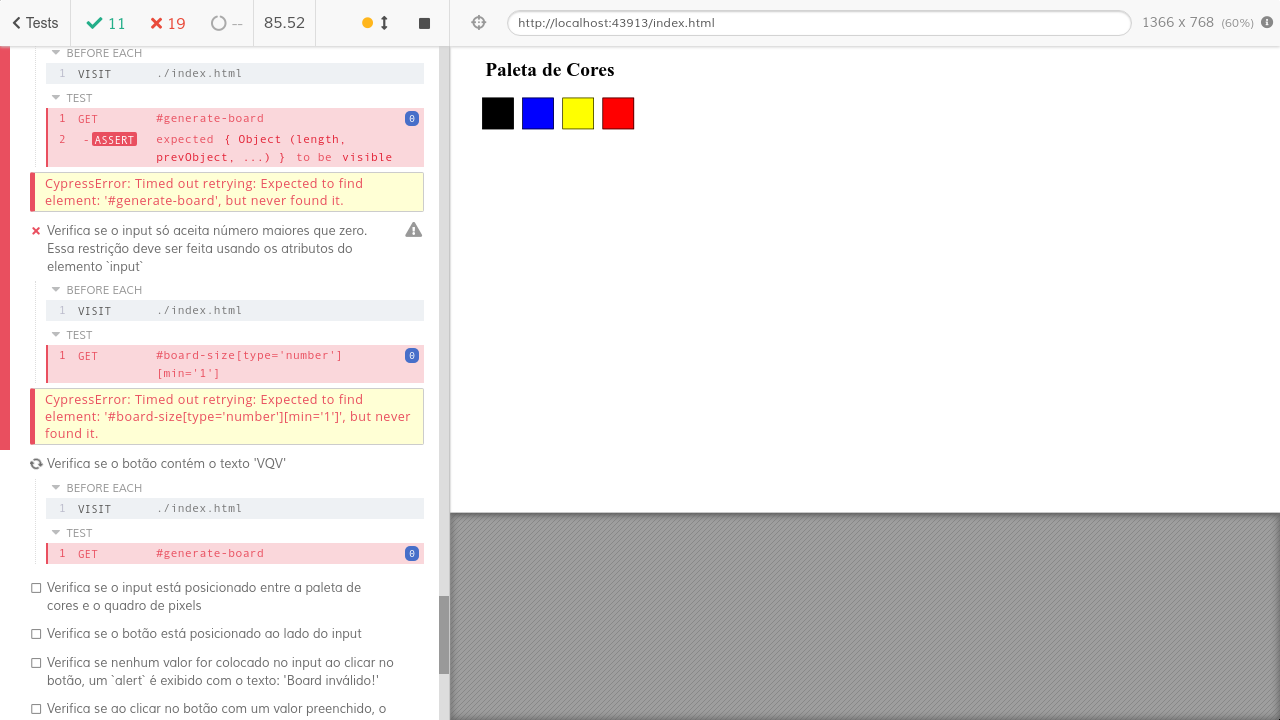 Tests 11 19 -- 85.52 http://localhost:43913/index.html 1366 x 768 (60%)
BEFORE EACH
1 VISIT ./index.html
TEST
1 GET #generate-board 0
2 -ASSERT expected { Object (length,
prevObject, ...) } to be visible
CypressError: Timed out retrying: Expected to find
element: '#generate-board', but never found it.
Verifica se o input só aceita número maiores que zero.
Essa restrição deve ser feita usando os atributos do
elemento `input`
BEFORE EACH
1 VISIT ./index.html
TEST
1 GET #board-size[type='number'] 0
[min='1']
CypressError: Timed out retrying: Expected to find
element: '#board-size[type='number'][min='1']', but never
found it.
Verifica se o botão contém o texto 'VQV'
BEFORE EACH
1 VISIT ./index.html
TEST
1 GET #generate-board 0
Verifica se o input está posicionado entre a paleta de
cores e o quadro de pixels
Verifica se o botão está posicionado ao lado do input
Verifica se nenhum valor for colocado no input ao clicar no
botão, um `alert` é exibido com o texto: 'Board inválido!'
Verifica se ao clicar no botão com um valor preenchido, o
Paleta de Cores